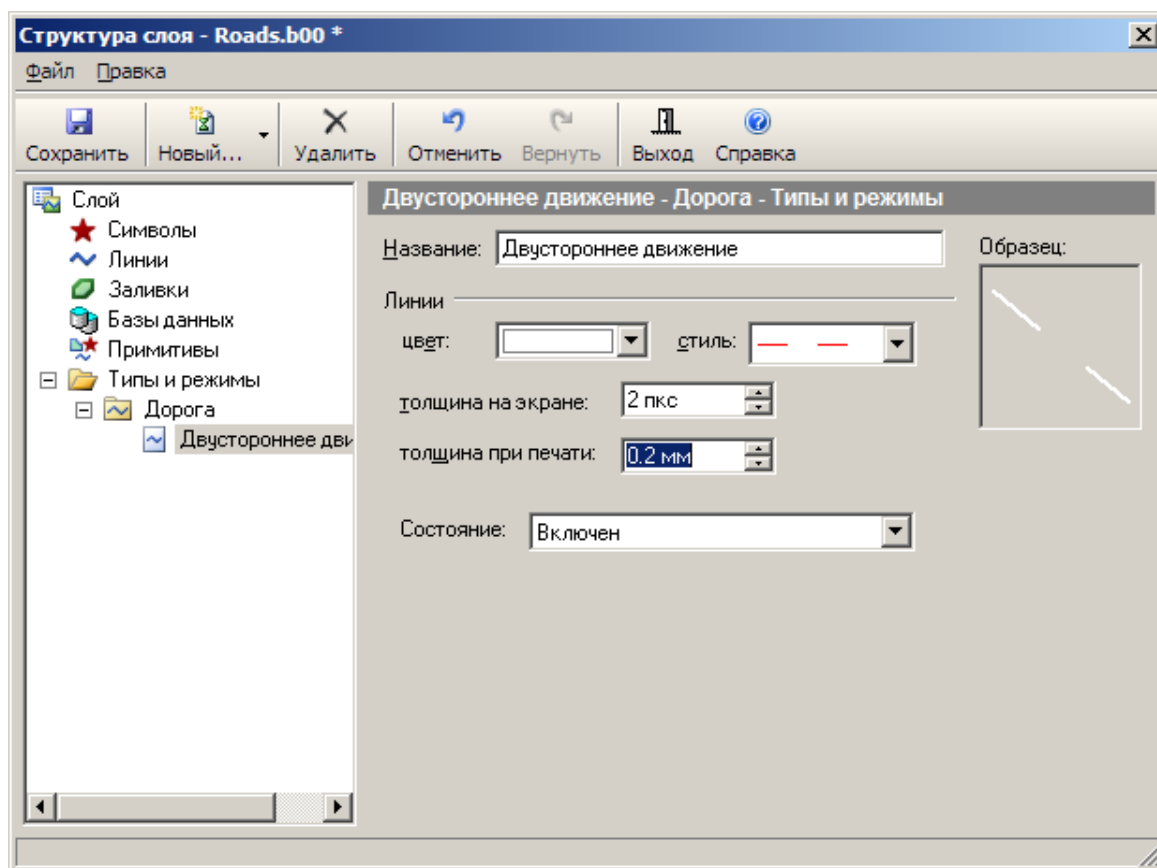 Структура слоя - Roads.b00 *
Файл Правка
Сохранить Новый... Удалить Отменить Вернуть Выход Справка
Слой
Символы
Линии
Заливки
Базы данных
Примитивы
Типы и режимы
Дорога
Двустороннее дви
Двустороннее движение - Дорога - Типы и режимы
Название: Двустороннее движение
Образец:
Линии
цвет: стиль:
толщина на экране: 2 пкс
толщина при печати: 0.2 мм
Состояние: Включен